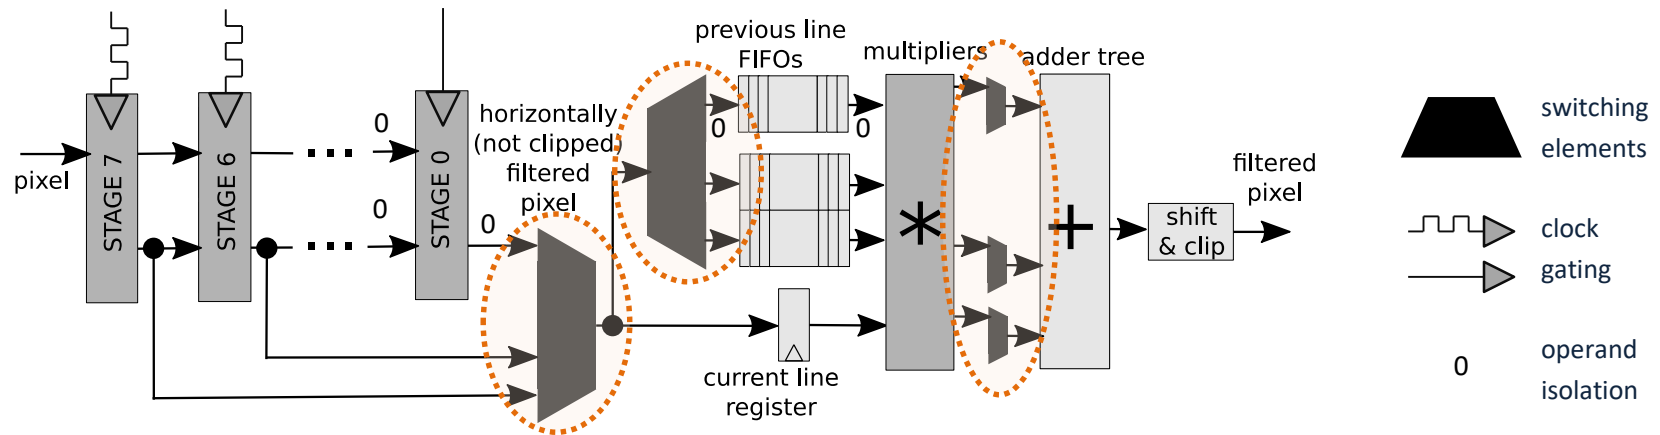 pixel
STAGE 7
STAGE 6
0
0
STAGE 0
0
horizontally
(not clipped)
filtered
pixel
previous line
FIFOs
0
0
current line
register
multipliers
*
adder tree
+
shift
& clip
filtered
pixel
switching
elements
clock
gating
0
operand
isolation